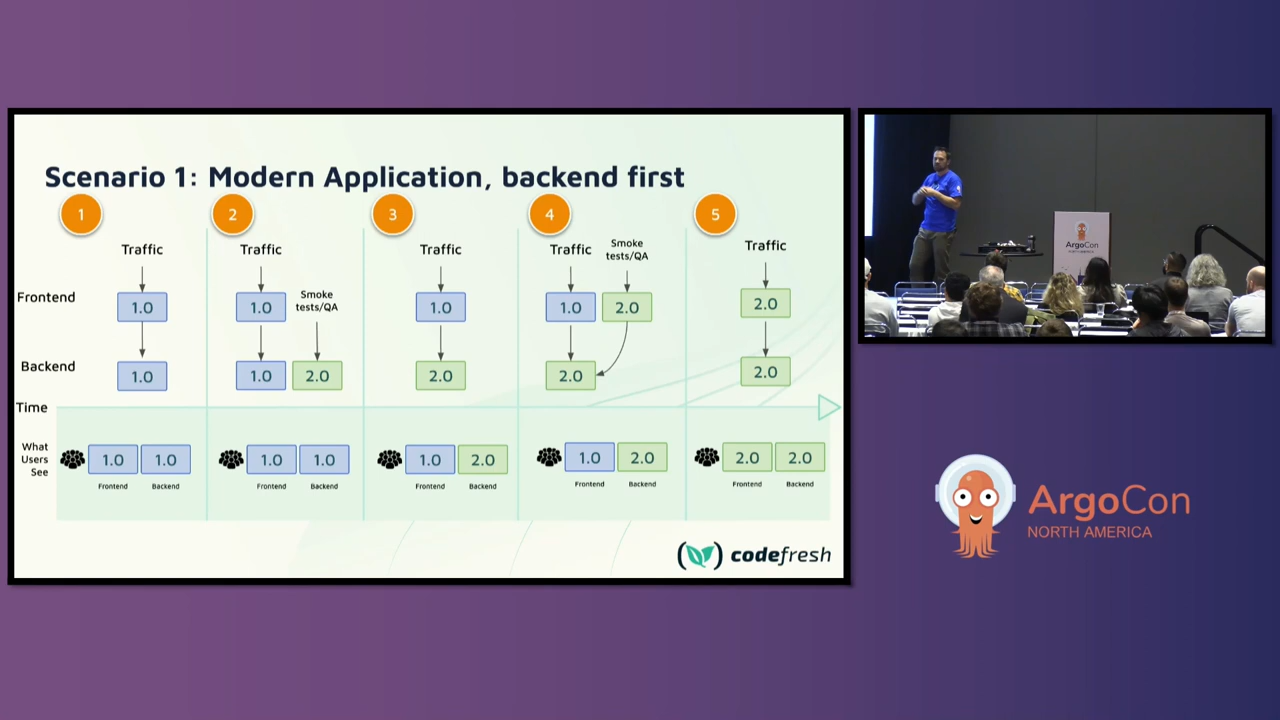 Scenario 1: Modern Application, backend first
1
2
3
4
5
Traffic
Traffic
Traffic
Traffic
Smoke
tests/QA
Traffic
Frontend
1.0
1.0
Smoke
tests/QA
1.0
1.0
2.0
2.0
Backend
1.0
1.0
2.0
2.0
2.0
2.0
Time
What
Users
See
1.0
1.0
1.0
1.0
1.0
2.0
1.0
2.0
2.0
2.0
Frontend
Backend
Frontend
Backend
Frontend
Backend
Frontend
Backend
Frontend
Backend
(
)
codefresh
ArgoCon
ArgoCon
NORTH AMERICA